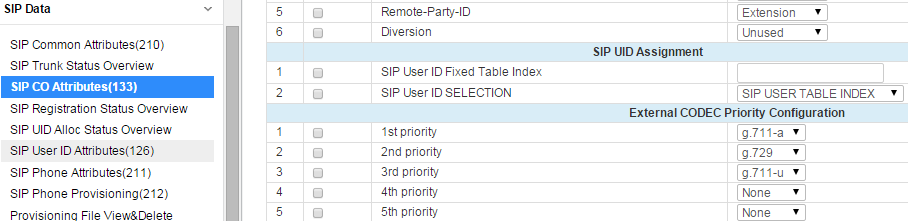 SIP Data
SIP Common Attributes(210)
SIP Trunk Status Overview
SIP CO Attributes(133)
SIP Registration Status Overview
SIP UID Alloc Status Overview
SIP User ID Attributes(126)
SIP Phone Attributes(211)
SIP Phone Provisioning(212)
Provisioning File View&Delete
5 Remote-Party-ID Extension
6 Diversion Unused
SIP UID Assignment
1 SIP User ID Fixed Table Index
2 SIP User ID SELECTION SIP USER TABLE INDEX
External CODEC Priority Configuration
1 1st priority g.711-a
2 2nd priority g.729
3 3rd priority g.711-u
4 4th priority None
5 5th priority None